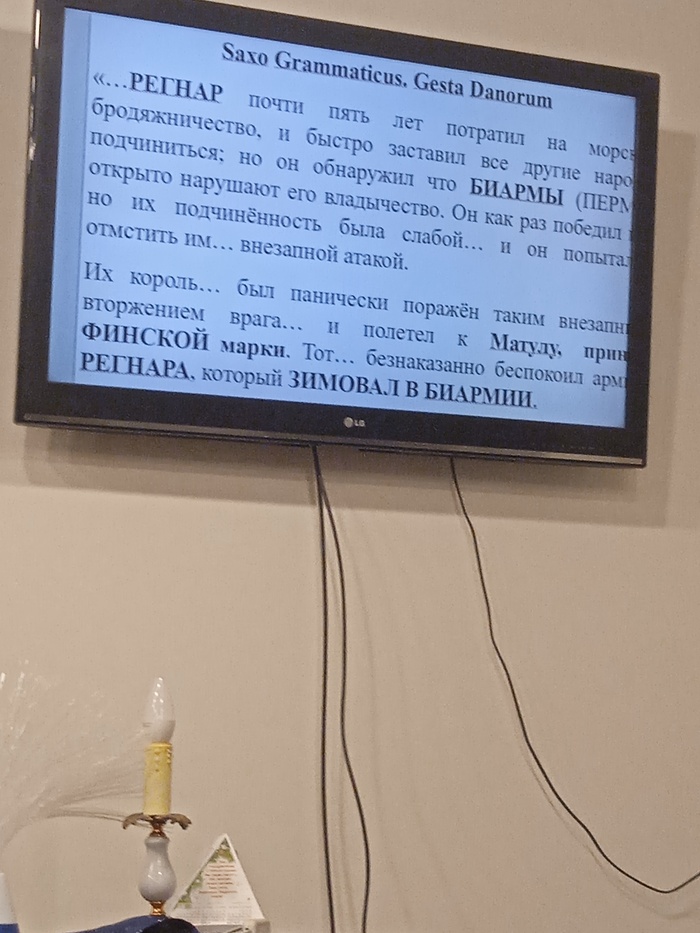 Saxo Grammaticus. Gesta Danorum
«…РЕГНАР почти пять лет потратил на морск
бродяжничество, и быстро заставил все другие наро
подчиниться; но он обнаружил что БИАРМЫ (ПЕРМ
открыто нарушают его владычество. Он как раз победил
но их подчинённость была слабой… и он попытал
отмстить им… внезапной атакой.
Их король… был панически поражён таким внезапн
вторжением врага… и полетел к Матулу, прин
ФИНСКОЙ марки. Тот… безнаказанно беспокоил арм
РЕГНАРА, который ЗИМОВАЛ В БИАРМИИ.
LG